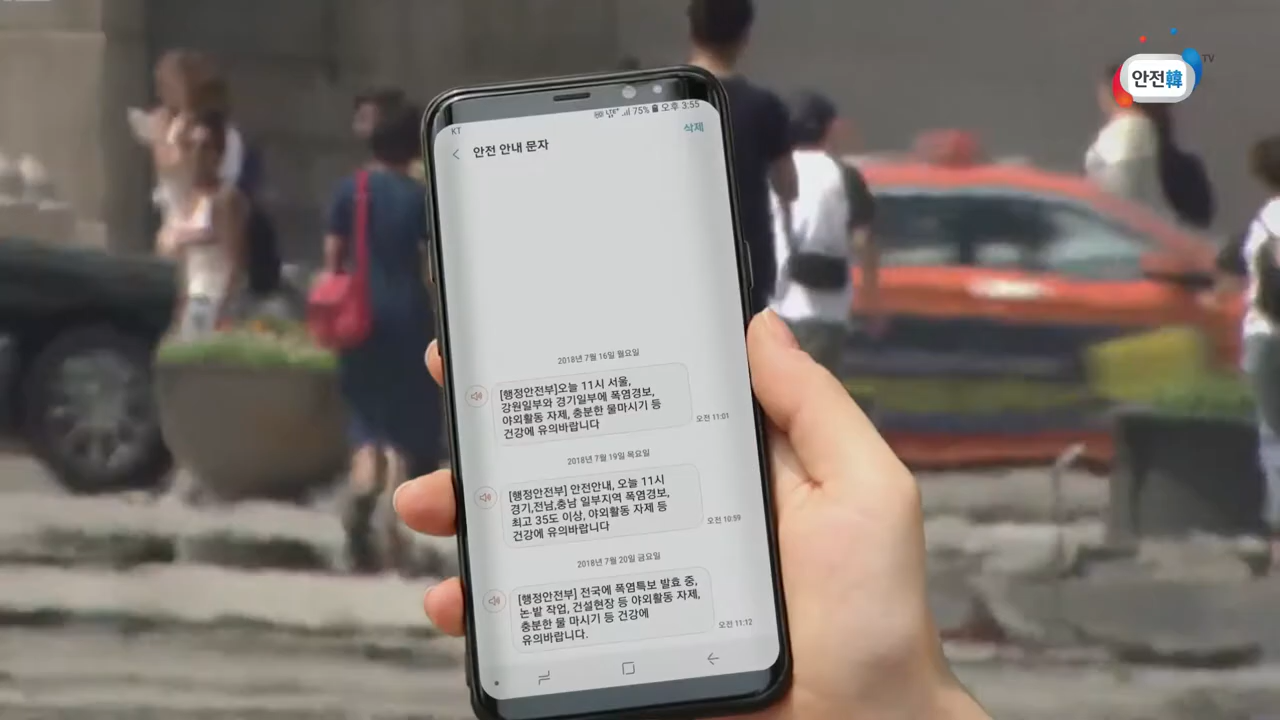 안전韓
TV
KT
75% 오후 3:55
안전 안내 문자
삭제
2018년 7월 16일 월요일
[행정안전부]오늘 11시 서울,
강원일부와 경기일부에 폭염경보,
야외활동 자제, 충분한 물마시기 등
건강에 유의바랍니다
오전 11:01
2018년 7월 19일 목요일
[행정안전부] 안전안내, 오늘 11시
경기,전남,충남 일부지역 폭염경보,
최고 35도 이상, 야외활동 자제 등
건강에 유의바랍니다
오전 10:59
2018년 7월 20일 금요일
[행정안전부] 전국에 폭염특보 발효 중,
논·밭 작업, 건설현장 등 야외활동 자제,
충분한 물 마시기 등 건강에
유의바랍니다.
오전 11:12